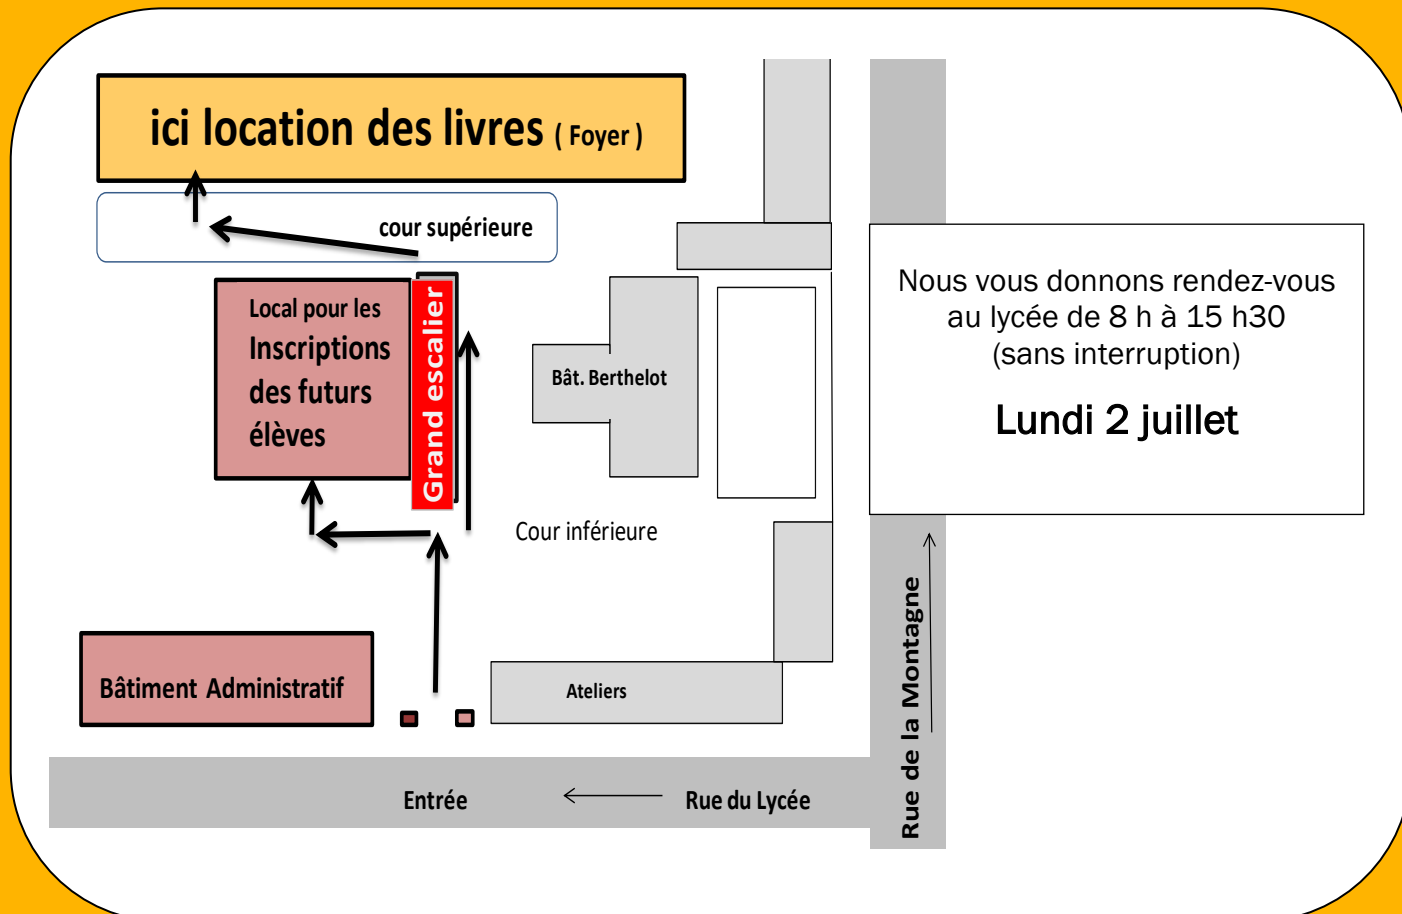 ici location des livres ( Foyer )
cour supérieure
Local pour les
Inscriptions
des futurs
élèves
Grand escalier
Bât. Berthelot
Nous vous donnons rendez-vous
au lycée de 8 h à 15 h30
(sans interruption)
Lundi 2 juillet
Cour inférieure
Bâtiment Administratif
Ateliers
Rue de la Montagne
Entrée
Rue du Lycée